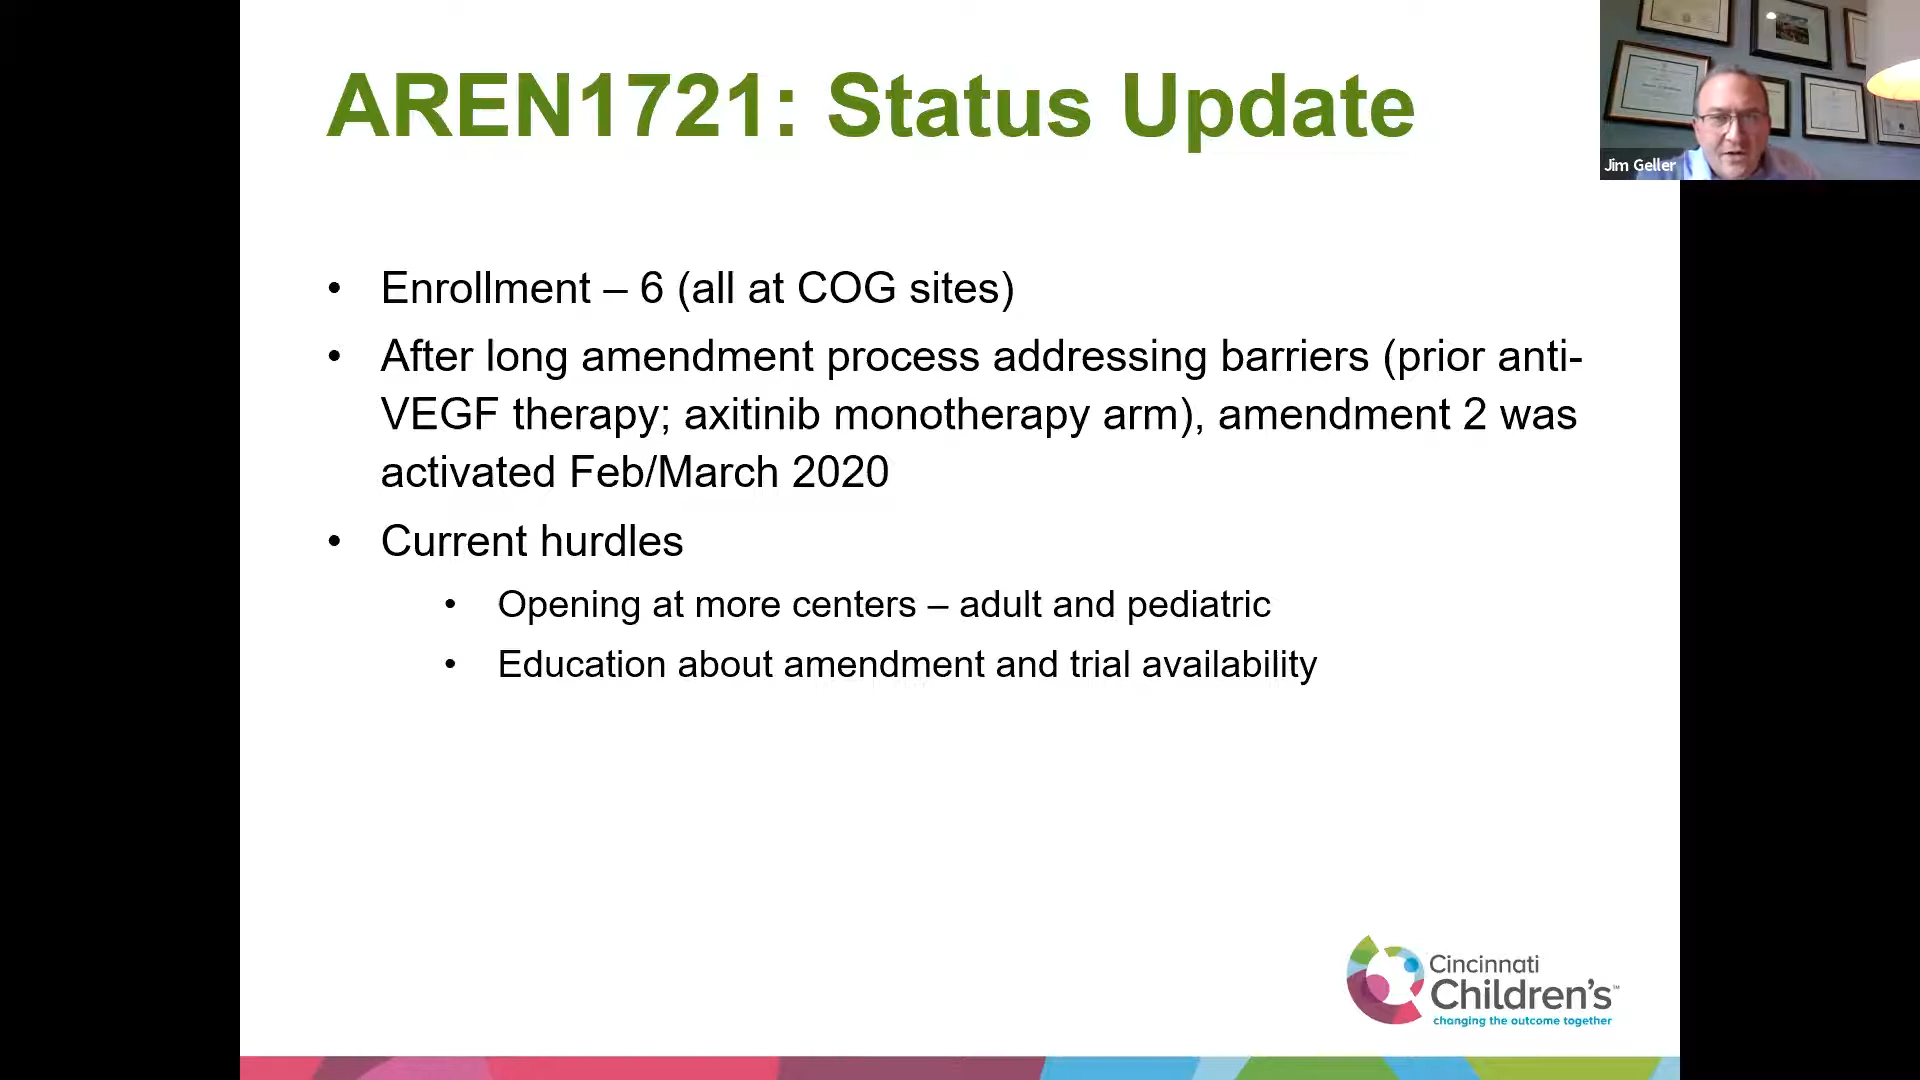 AREN1721: Status Update
Jim Geller
• Enrollment – 6 (all at COG sites)
• After long amendment process addressing barriers (prior anti-
VEGF therapy; axitinib monotherapy arm), amendment 2 was
activated Feb/March 2020
• Current hurdles
• Opening at more centers – adult and pediatric
• Education about amendment and trial availability
Cincinnati
Children's™
changing the outcome together